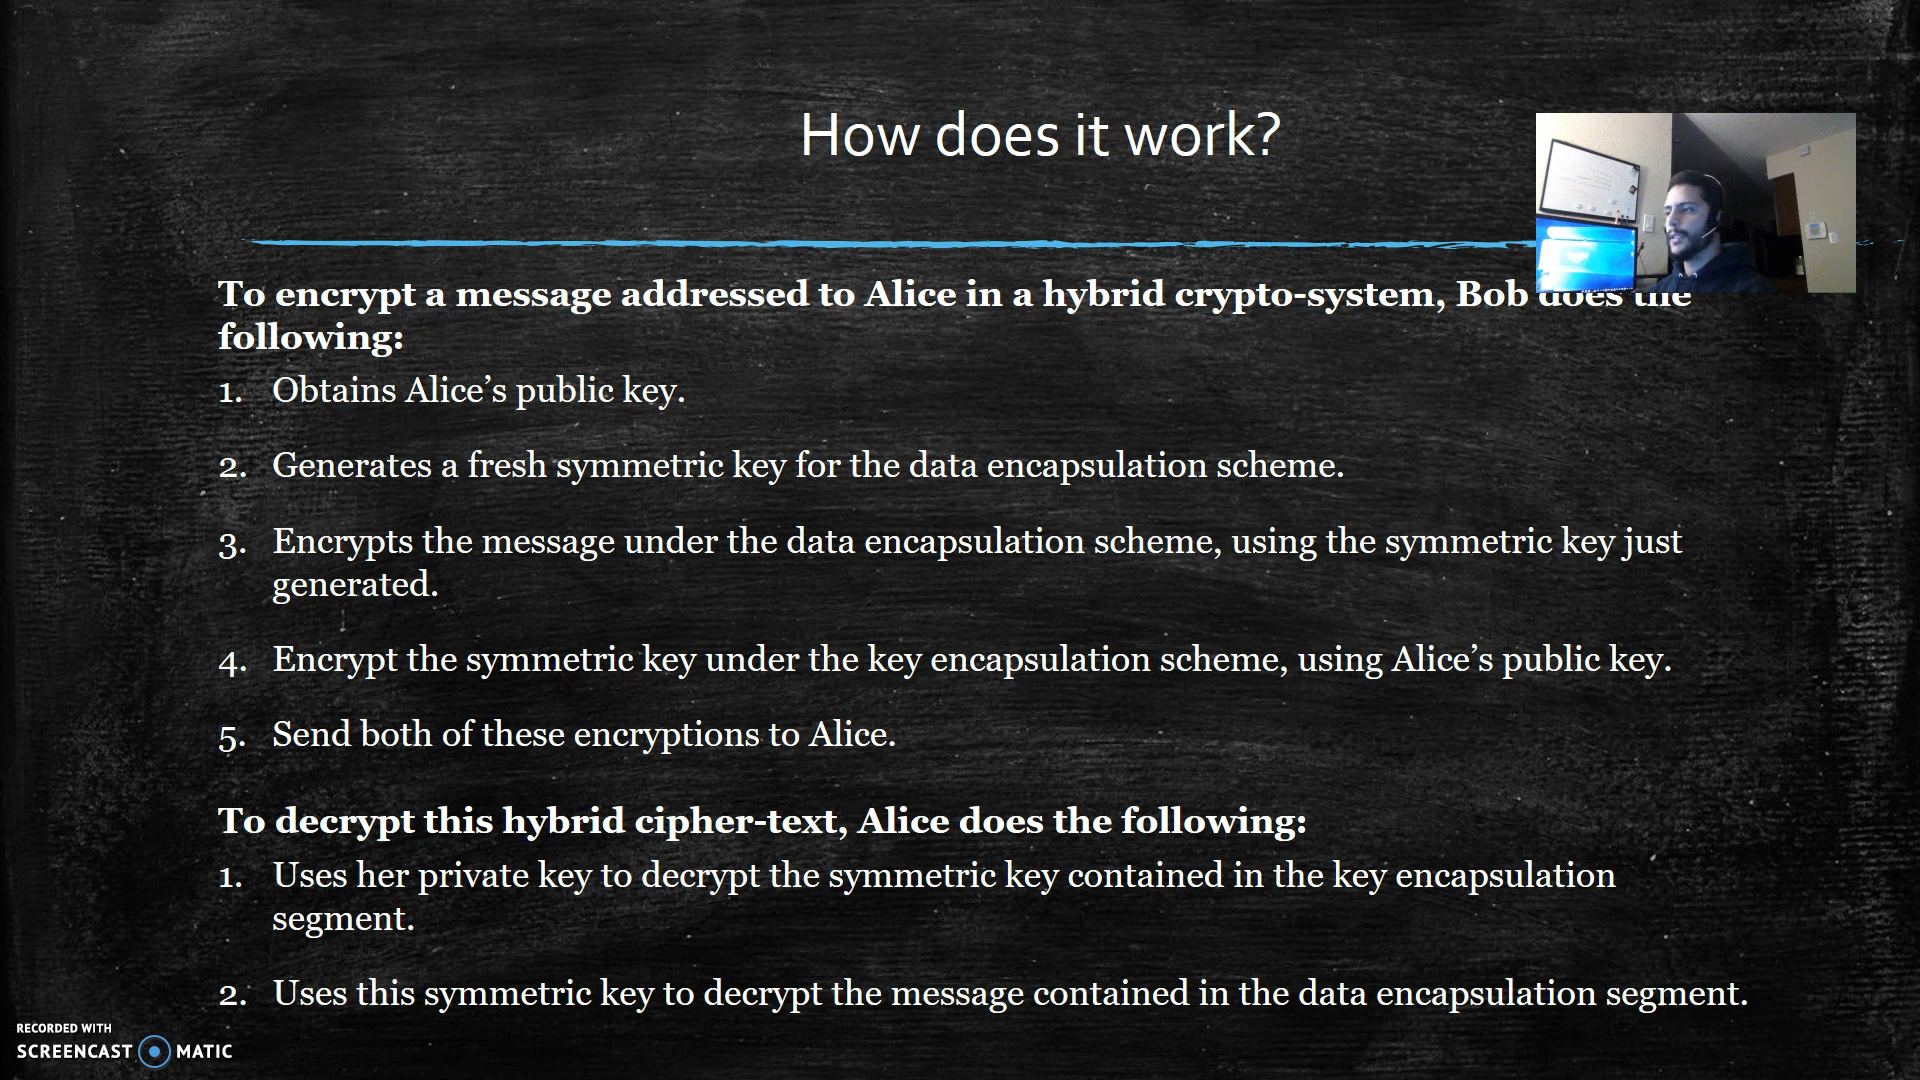 How does it work?
To encrypt a message addressed to Alice in a hybrid crypto-system, Bob does the
following:
1. Obtains Alice’s public key.
2. Generates a fresh symmetric key for the data encapsulation scheme.
3. Encrypts the message under the data encapsulation scheme, using the symmetric key just
generated.
4. Encrypt the symmetric key under the key encapsulation scheme, using Alice’s public key.
5. Send both of these encryptions to Alice.
To decrypt this hybrid cipher-text, Alice does the following:
1. Uses her private key to decrypt the symmetric key contained in the key encapsulation
segment.
2. Uses this symmetric key to decrypt the message contained in the data encapsulation segment.
RECORDED WITH
SCREENCAST MATIC